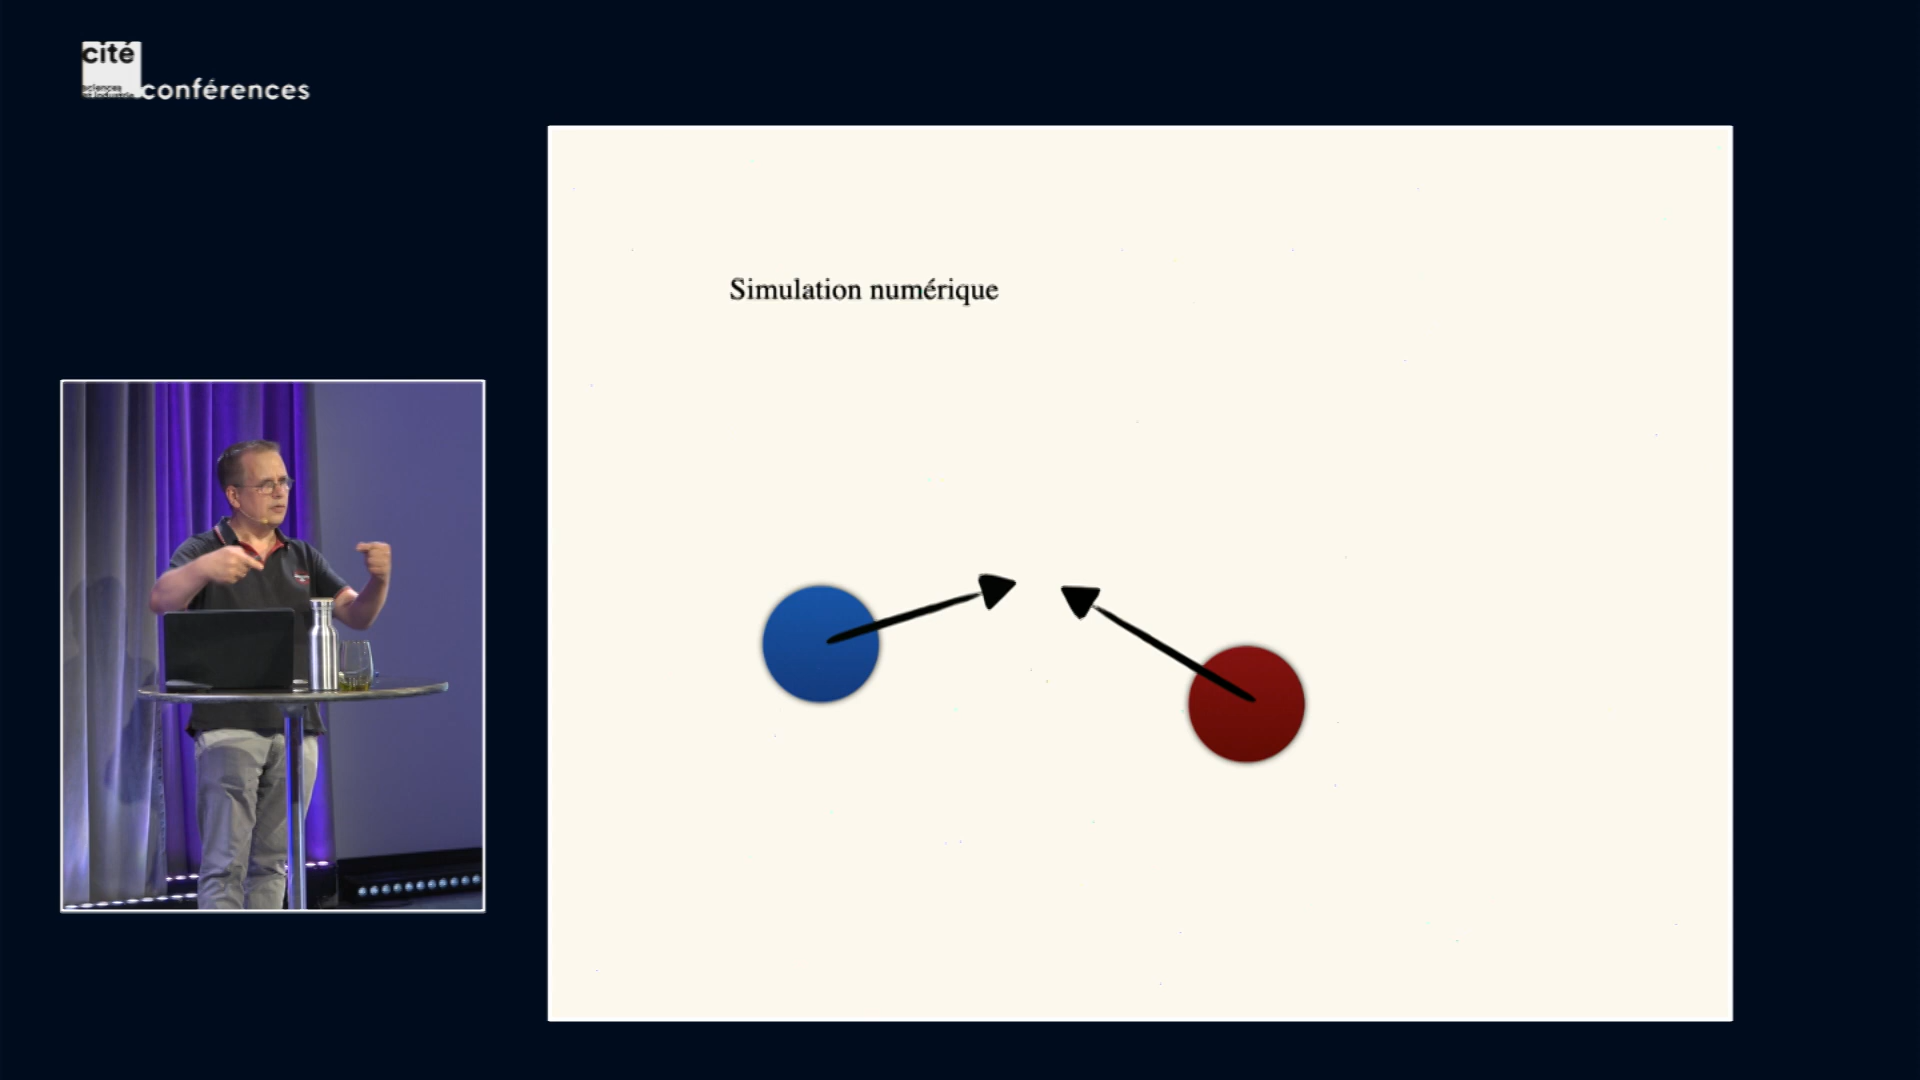 cité
sciences
et industrie
conférences
Simulation numérique